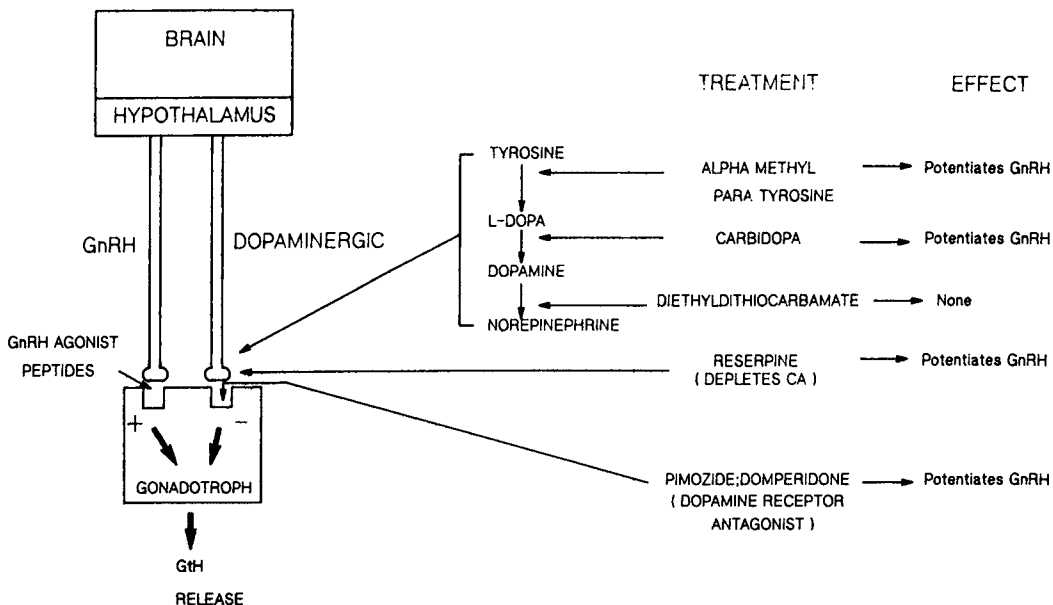 BRAIN
HYPOTHALAMUS
GnRH
DOPAMINERGIC
GnRH AGONIST
PEPTIDES
+
-
GONADOTROPH
GtH
RELEASE
TYROSINE
L-DOPA
DOPAMINE
NOREPINEPHRINE
TREATMENT
EFFECT
ALPHA METHYL
PARA TYROSINE
Potentiates GnRH
CARBIDOPA
Potentiates GnRH
DIETHYLDITHIOCARBAMATE
None
RESERPINE
( DEPLETES CA )
Potentiates GnRH
PIMOZIDE;DOMPERIDONE
( DOPAMINE RECEPTOR
ANTAGONIST )
Potentiates GnRH